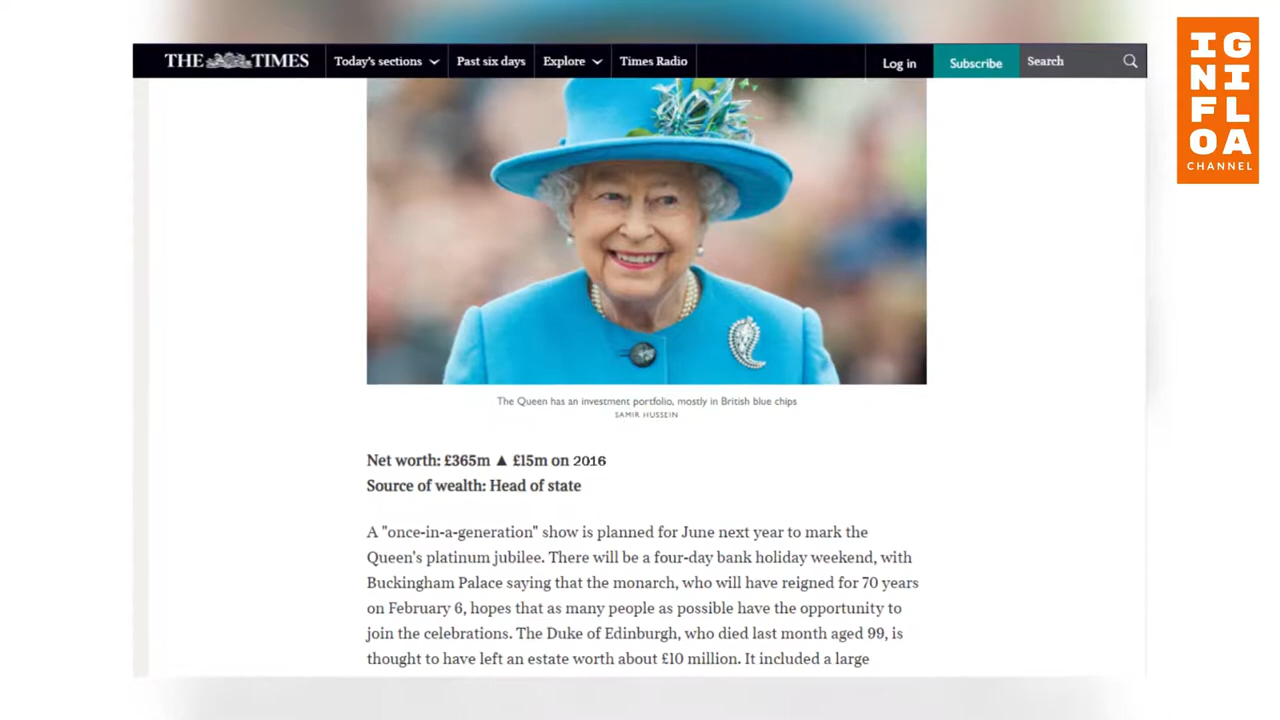 THE TIMES
Today's sections
Past six days
Explore
Times Radio
Log in
Subscribe
Search
IG
NI
FL
OA
CHANNEL
The Queen has an investment portfolio, mostly in British blue chips
SAMIR HUSSEIN
Net worth: £365m ▲ £15m on 2016
Source of wealth: Head of state
A "once-in-a-generation" show is planned for June next year to mark the
Queen's platinum jubilee. There will be a four-day bank holiday weekend, with
Buckingham Palace saying that the monarch, who will have reigned for 70 years
on February 6, hopes that as many people as possible have the opportunity to
join the celebrations. The Duke of Edinburgh, who died last month aged 99, is
thought to have left an estate worth about £10 million. It included a large